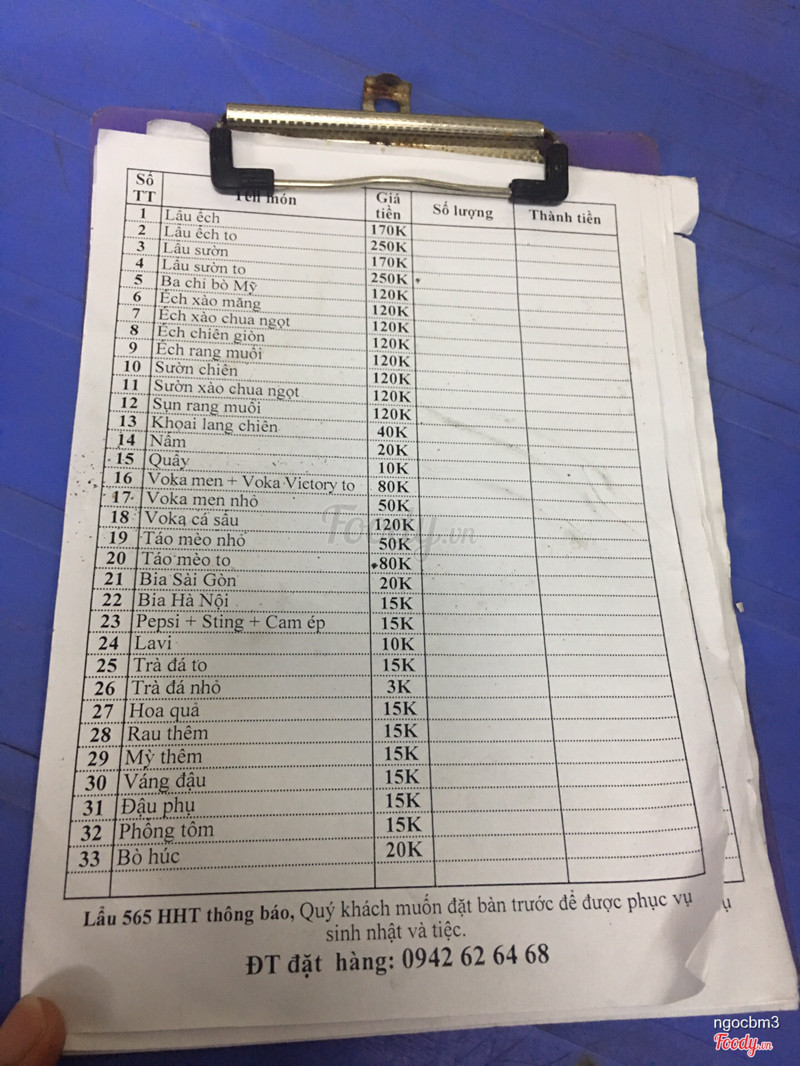 Số TT Tên món Giá tiền Số lượng Thành tiền
1 Lẩu ếch 170K
2 Lẩu ếch to 250K
3 Lẩu sườn 170K
4 Lẩu sườn to 250K
5 Ba chỉ bò Mỹ 120K
6 Ếch xào măng 120K
7 Ếch xào chua ngọt 120K
8 Ếch chiên giòn 120K
9 Ếch rang muối 120K
10 Sườn chiên 120K
11 Sườn xào chua ngọt 120K
12 Sụn rang muối 120K
13 Khoai lang chiên 40K
14 Nấm 20K
15 Quẩy 10K
16 Voka men + Voka Victory to 80K
17 Voka men nhỏ 50K
18 Voka cá sấu 120K
19 Táo mèo nhỏ 50K
20 Táo mèo to 80K
21 Bia Sài Gòn 20K
22 Bia Hà Nội 15K
23 Pepsi + Sting + Cam ép 15K
24 Lavi 10K
25 Trà đá to 15K
26 Trà đá nhỏ 3K
27 Hoa quả 15K
28 Rau thêm 15K
29 Mỳ thêm 15K
30 Váng đậu 15K
31 Đậu phụ 15K
32 Phồng tôm 15K
33 Bò húc 20K
Lẩu 565 HHT thông báo, Quý khách muốn đặt bàn trước để được phục vụ
sinh nhật và tiệc.
ĐT đặt hàng: 0942 62 64 68
Foody.vn
ngocbm3
Foody.vn